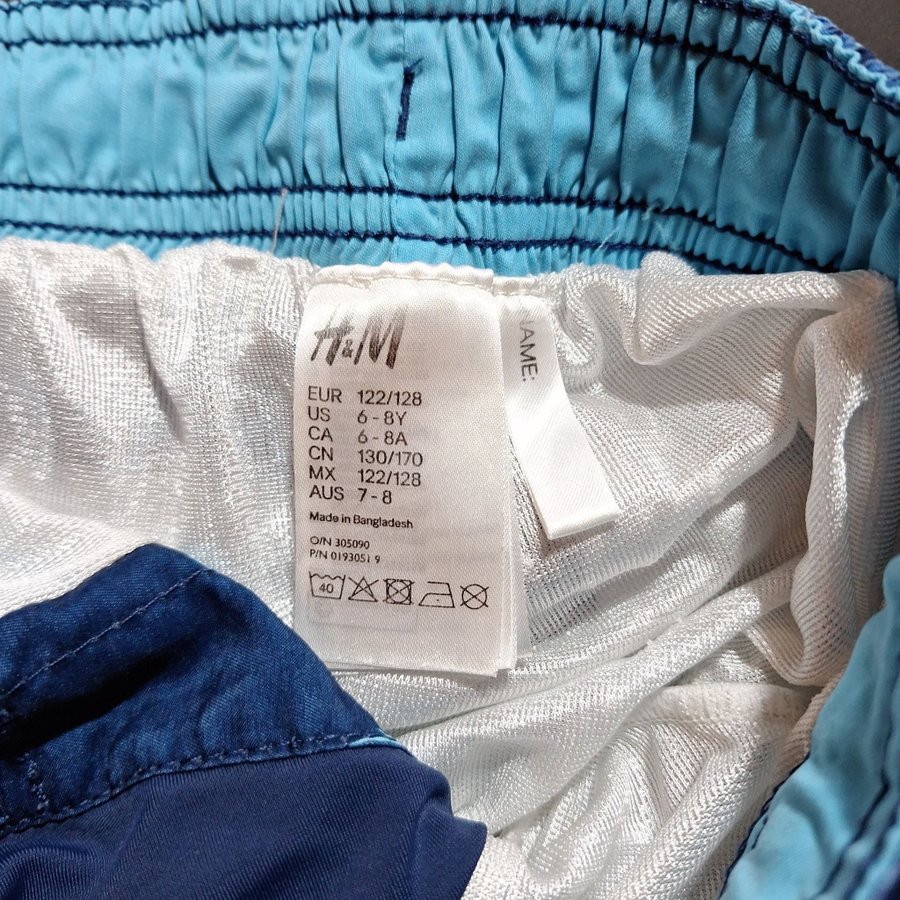 H&M
EUR 122/128
US 6 - 8Y
CA 6 - 8A
CN 130/170
MX 122/128
AUS 7 - 8
Made in Bangladesh
O/N 305090
P/N 0193051 9
40
NAME: